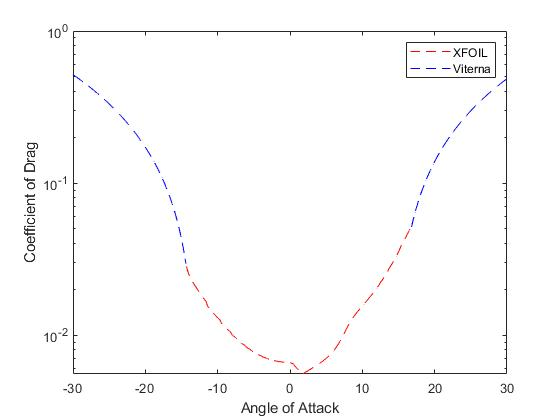 10^0
XFOIL
Viterna
10^-1
10^-2
Coefficient of Drag
-30 -20 -10 0 10 20 30
Angle of Attack